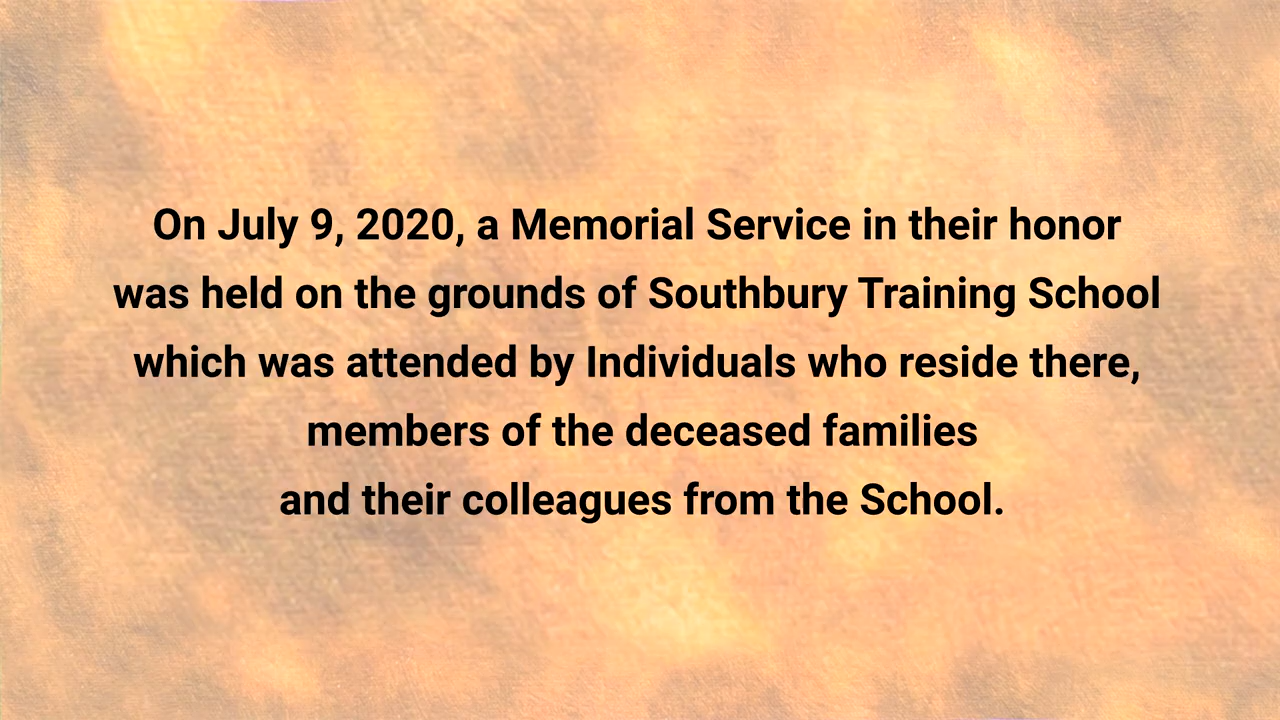 On July 9, 2020, a Memorial Service in their honor
was held on the grounds of Southbury Training School
which was attended by Individuals who reside there,
members of the deceased families
and their colleagues from the School.